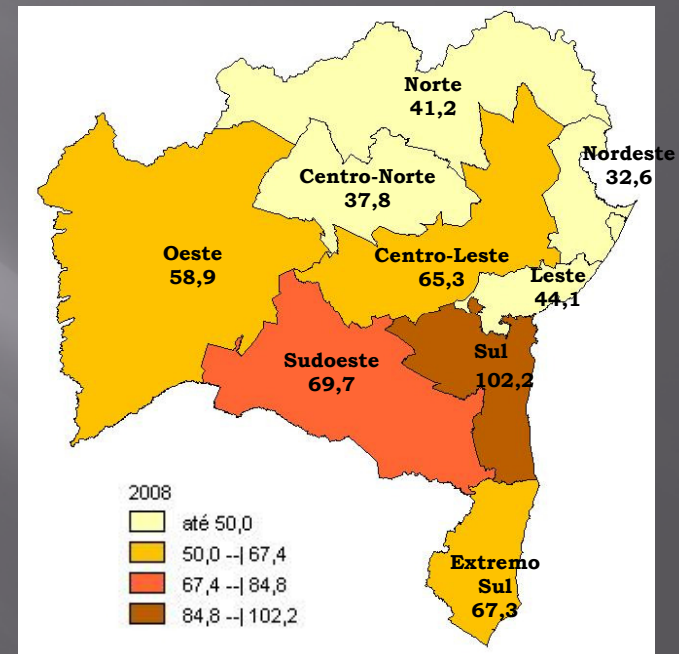 Norte
41,2
Nordeste
32,6
Centro-Norte
37,8
Oeste
58,9
Centro-Leste
65,3
Leste
44,1
Sudoeste
69,7
Sul
102,2
Extremo
Sul
67,3
2008
até 50,0
50,0 --| 67,4
67,4 --| 84,8
84,8 --| 102,2